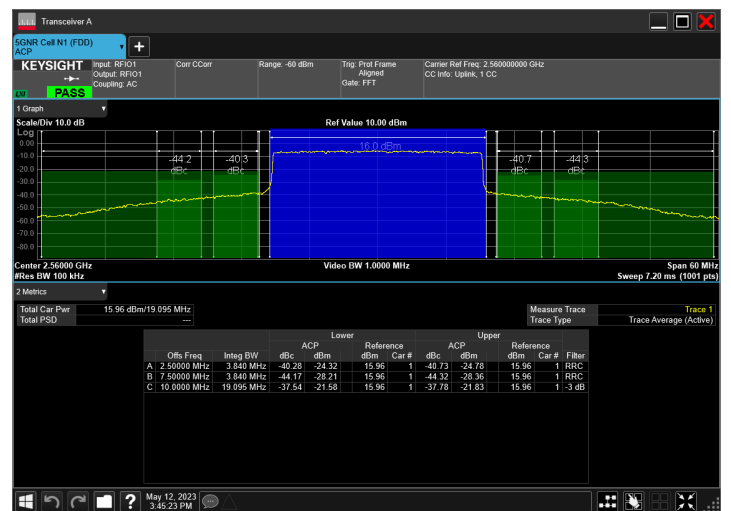 Transceiver A
5GNR Cell N1 (FDD)
ACP
KEYSIGHT
LXI
PASS
Input: RFIO1
Output: RFIO1
Coupling: AC
Corr CCorr
Range: -60 dBm
Trig: Prot Frame
Aligned
Gate: FFT
Carrier Ref Freq: 2.560000000 GHz
CC Info: Uplink, 1 CC
1 Graph
Scale/Div 10.0 dB
Ref Value 10.00 dBm
Log
0.00
-10.0
-20.0
-30.0
-40.0
-50.0
-60.0
-70.0
-80.0
-44.2
dBc
-40.3
dBc
16.0 dBm
-40.7
dBc
-44.3
dBc
Center 2.56000 GHz
Video BW 1.0000 MHz
Span 60 MHz
#Res BW 100 kHz
Sweep 7.20 ms (1001 pts)
2 Metrics
Total Car Pwr 15.96 dBm/19.095 MHz
Total PSD ---
Measure Trace Trace 1
Trace Type Trace Average (Active)
Lower Upper
ACP Reference ACP Reference
Offs Freq Integ BW dBc dBm dBm Car # dBc dBm dBm Car # Filter
A 2.50000 MHz 3.840 MHz -40.28 -24.32 15.96 1 -40.73 -24.78 15.96 1 RRC
B 7.50000 MHz 3.840 MHz -44.17 -28.21 15.96 1 -44.32 -28.36 15.96 1 RRC
C 10.0000 MHz 19.095 MHz -37.54 -21.58 15.96 1 -37.78 -21.83 15.96 1 -3 dB
May 12, 2023
3:45:23 PM